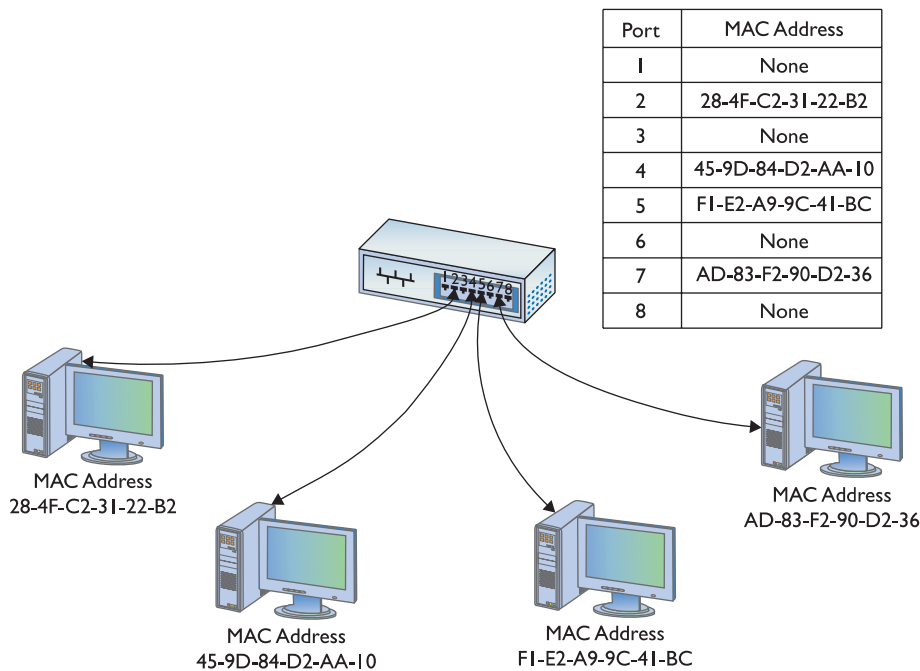 Port MAC Address
1 None
2 28-4F-C2-31-22-B2
3 None
4 45-9D-84-D2-AA-10
5 F1-E2-A9-9C-41-BC
6 None
7 AD-83-F2-90-D2-36
8 None
12345678
MAC Address
28-4F-C2-31-22-B2
MAC Address
AD-83-F2-90-D2-36
MAC Address
45-9D-84-D2-AA-10
MAC Address
F1-E2-A9-9C-41-BC